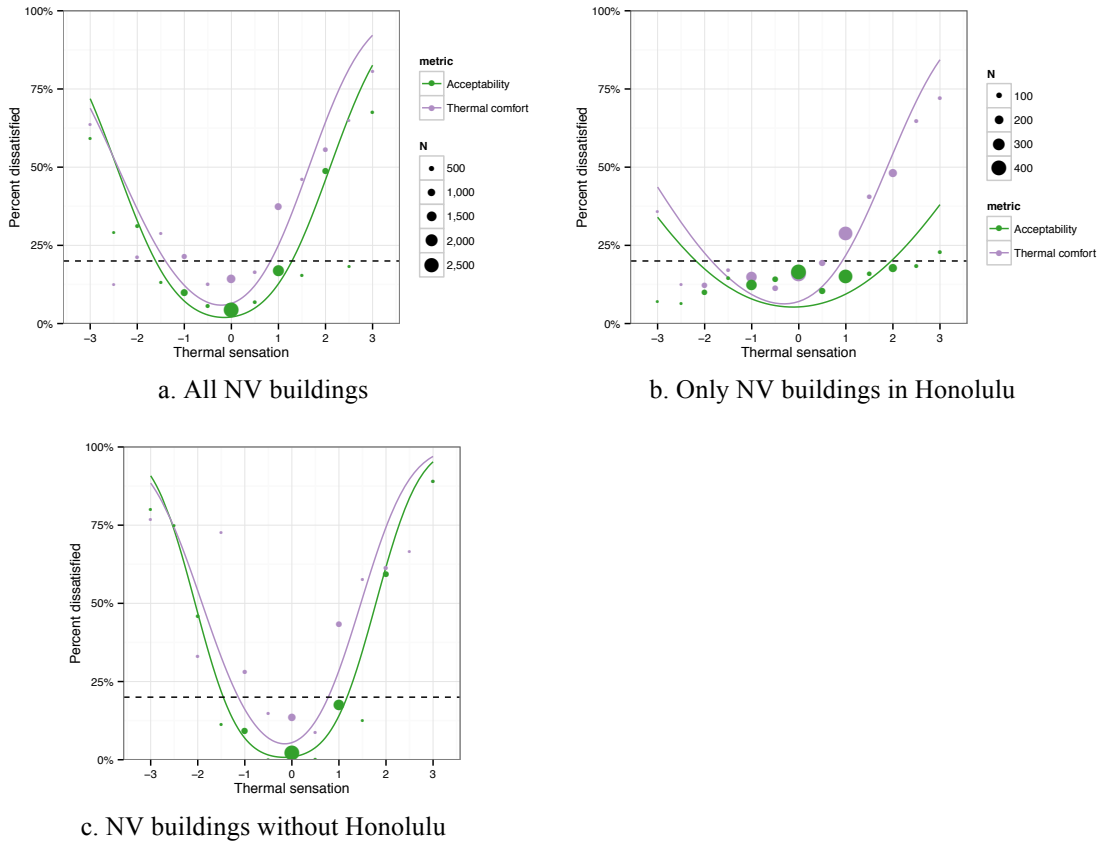 100%
75%
50%
25%
0%
Percent dissatisfied
−3 −2 −1 0 1 2 3
Thermal sensation
metric
Acceptability
Thermal comfort
N
500
1,000
1,500
2,000
2,500
a. All NV buildings
100%
75%
50%
25%
0%
Percent dissatisfied
−3 −2 −1 0 1 2 3
Thermal sensation
N
100
200
300
400
metric
Acceptability
Thermal comfort
b. Only NV buildings in Honolulu
100%
75%
50%
25%
0%
Percent dissatisfied
−3 −2 −1 0 1 2 3
Thermal sensation
c. NV buildings without Honolulu